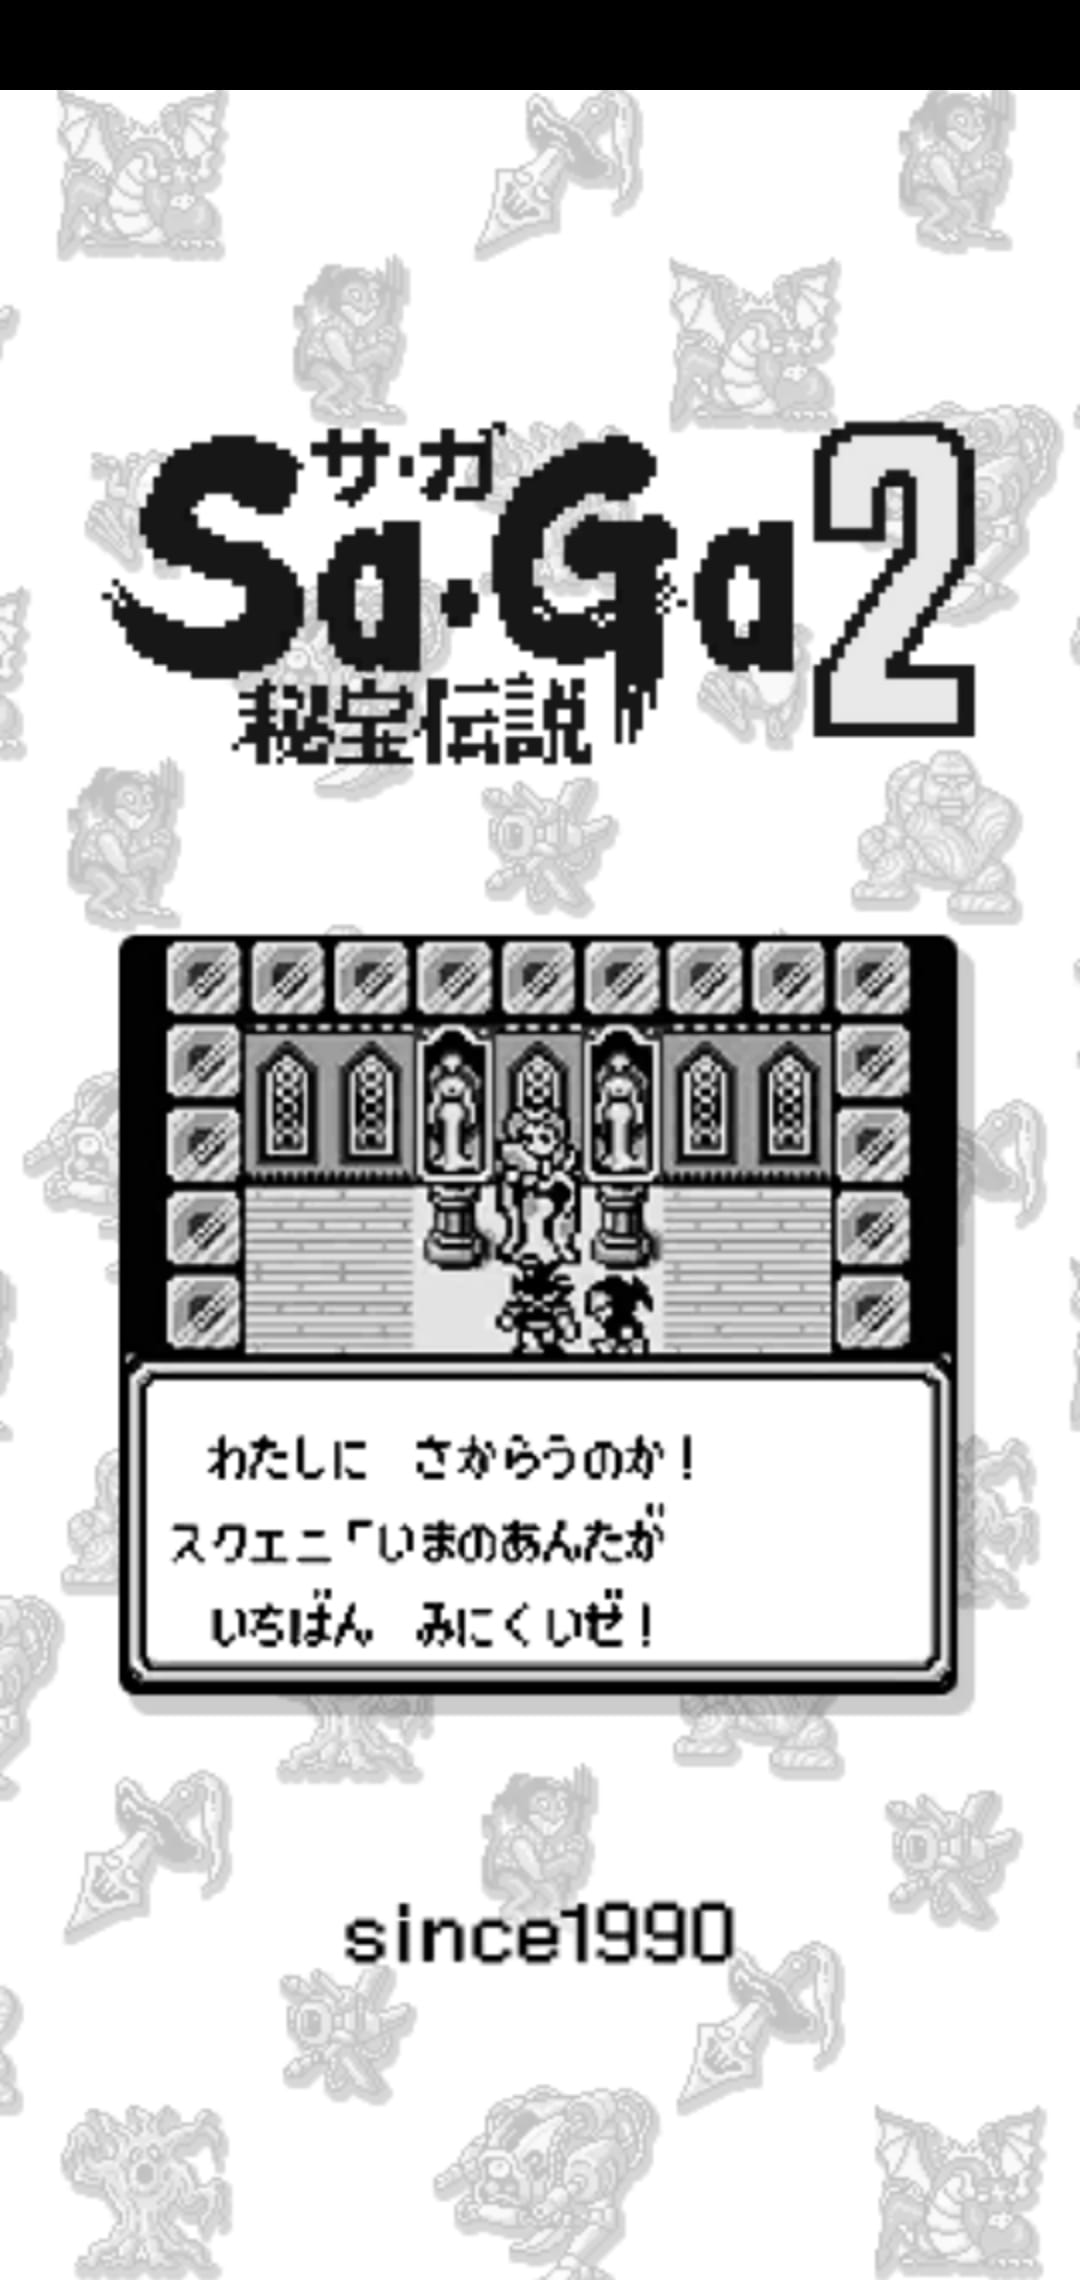 サ・ガ
Sa・Ga2
秘宝伝説
わたしに さからうのか！
スクエニ「いまのあんたが
いちばん みにくいぜ！
since1990